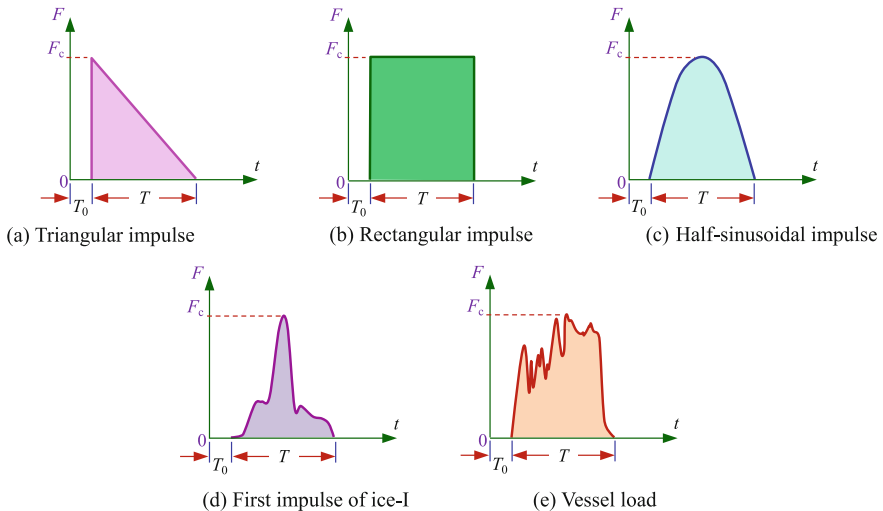 F
F
F
Fc
Fc
Fc
t
t
t
0
0
0
T0
T
T0
T
T0
T
(a) Triangular impulse
(b) Rectangular impulse
(c) Half-sinusoidal impulse
F
F
Fc
Fc
t
t
0
0
T0
T
T0
T
(d) First impulse of ice-I
(e) Vessel load